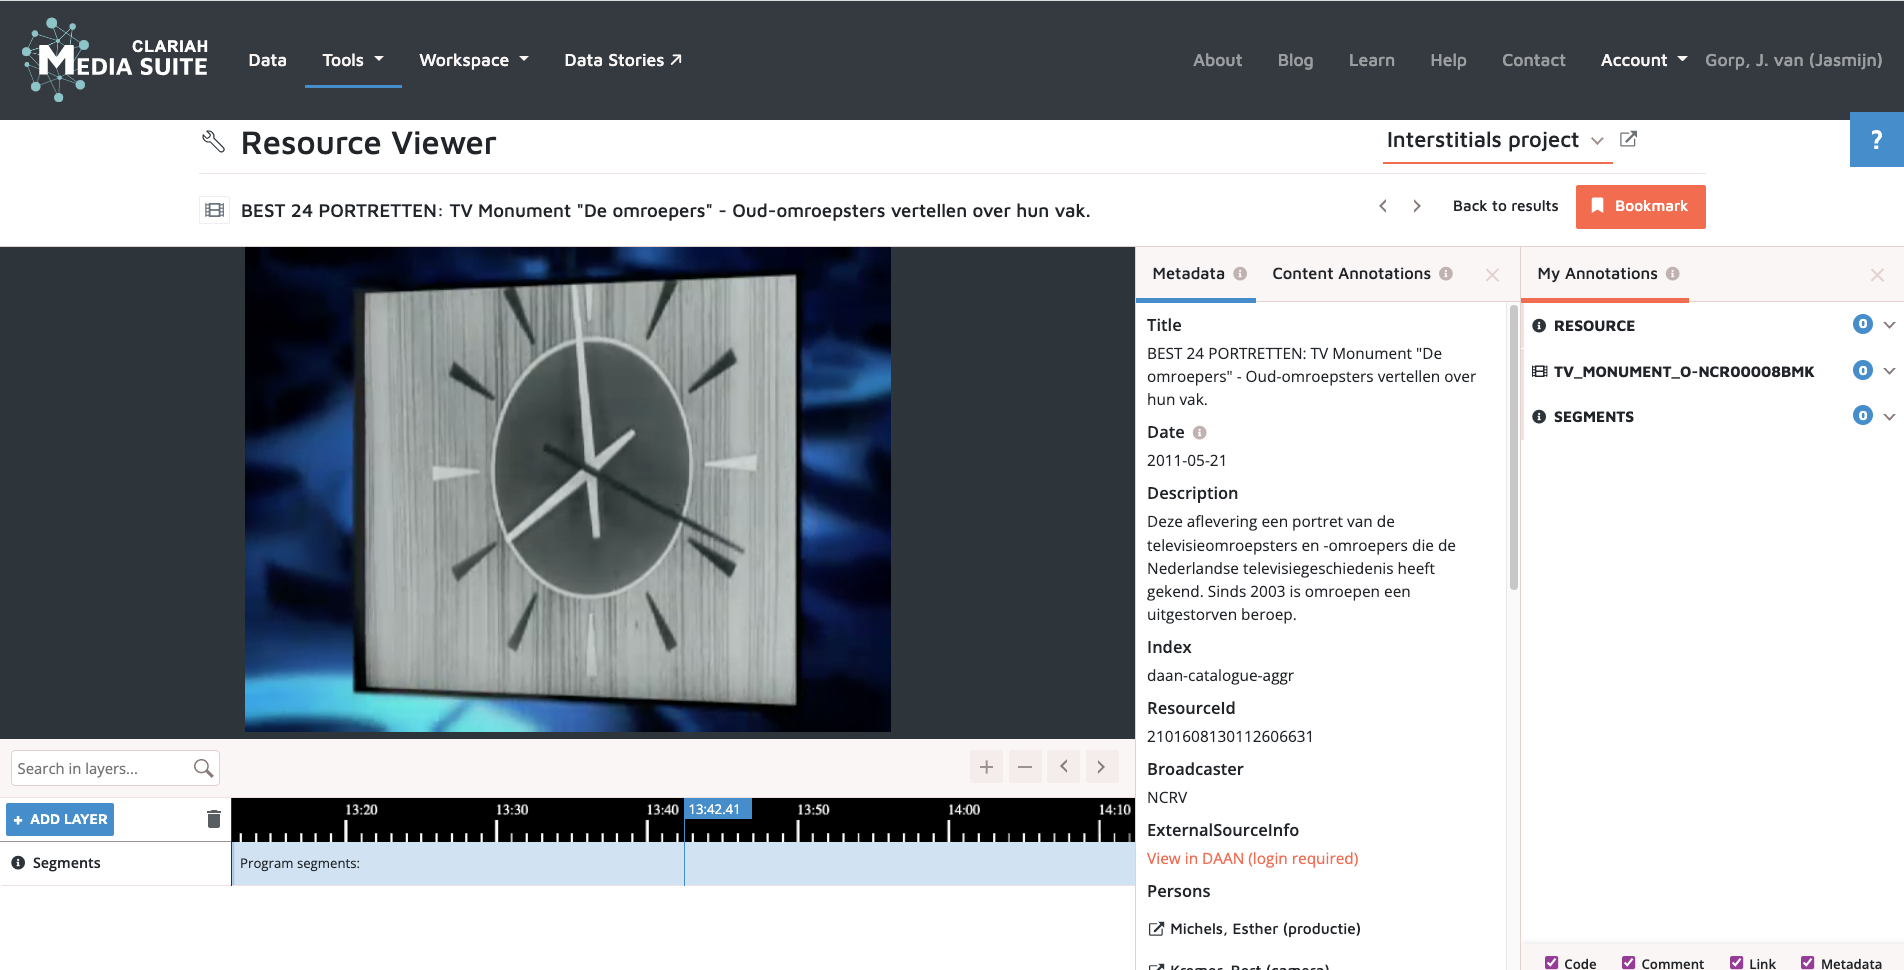 CLARIAH
MEDIA SUITE
Data
Tools
Workspace
Data Stories
About
Blog
Learn
Help
Contact
Account
Gorp, J. van (Jasmijn)
Resource Viewer
Interstitials project
?
BEST 24 PORTRETTEN: TV Monument "De omroepers" - Oud-omroepsters vertellen over hun vak.
Back to results
Bookmark
Metadata
Content Annotations
My Annotations
Title
BEST 24 PORTRETTEN: TV Monument "De
omroepers" - Oud-omroepsters vertellen over
hun vak.
Date
2011-05-21
Description
Deze aflevering een portret van de
televisieomroepsters en -omroepers die de
Nederlandse televisiegeschiedenis heeft
gekend. Sinds 2003 is omroepen een
uitgestorven beroep.
Index
daan-catalogue-aggr
ResourceId
2101608130112606631
Broadcaster
NCRV
ExternalSourceInfo
View in DAAN (login required)
Persons
Michels, Esther (productie)
Kremer, Bert (camera)
RESOURCE
0
TV_MONUMENT_O-NCR00008BMK
0
SEGMENTS
0
Code
Comment
Link
Metadata
Search in layers...
+ ADD LAYER
13:20
13:30
13:40
13:42.41
13:50
14:00
14:10
Segments
Program segments: